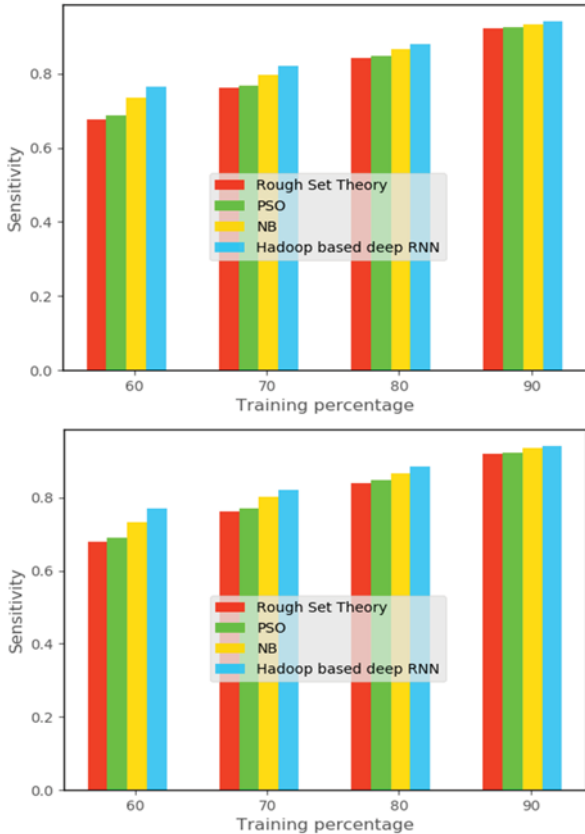 0.8
0.6
0.4
0.2
0.0
Sensitivity
Rough Set Theory
PSO
NB
Hadoop based deep RNN
60 70 80 90
Training percentage
0.8
0.6
0.4
0.2
0.0
Sensitivity
Rough Set Theory
PSO
NB
Hadoop based deep RNN
60 70 80 90